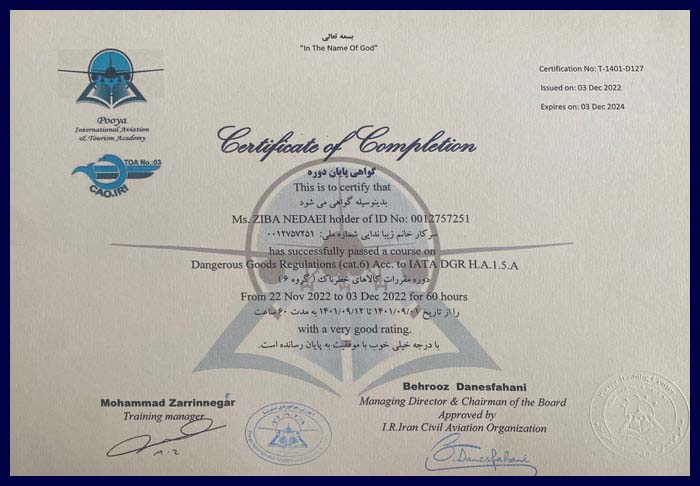 بسمه تعالی
"In The Name Of God"
Certification No: T-1401-D127
Issued on: 03 Dec 2022
Expires on: 03 Dec 2024
Pooya
International Aviation
& Tourism Academy
TOA No.:03
CAO.IRI
Certificate of Completion
گواهی پایان دوره
This is to certify that
بدینوسیله گواهی می شود
Ms. ZIBA NEDAEI holder of ID No: 0012757251
سرکار خانم زیبا ندایی شماره ملی: ۰۰۱۲۷۵۷۲۵۱
has successfully passed a course on
Dangerous Goods Regulations (cat.6) Acc. to IATA DGR H.A.1.5.A
دوره مقررات کالاهای خطرناک (گروه ۶)
From 22 Nov 2022 to 03 Dec 2022 for 60 hours
را از تاریخ ۱۴۰۱/۰۹/۰۱ تا ۱۴۰۱/۰۹/۱۲ به مدت ۶۰ ساعت
with a very good rating.
با درجه خیلی خوب با موفقیت به پایان رسانده است.
Mohammad Zarrinnegar
Training manager
Behrooz Danesfahani
Managing Director & Chairman of the Board
Approved by
I.R.Iran Civil Aviation Organization
B. Danesfahani